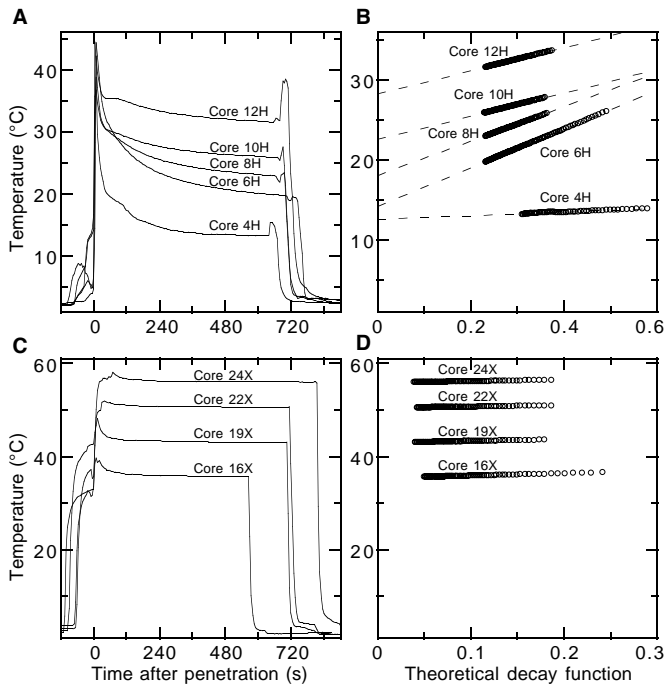 A
B
40
30
20
10
Temperature (°C)
Core 12H
Core 10H
Core 8H
Core 6H
Core 4H
0
240
480
720
30
20
10
Core 12H
Core 10H
Core 8H
Core 6H
Core 4H
0
0.2
0.4
0.6
C
D
60
40
20
Temperature (°C)
Core 24X
Core 22X
Core 19X
Core 16X
0
240
480
720
Time after penetration (s)
60
40
20
Core 24X
Core 22X
Core 19X
Core 16X
0
0.1
0.2
0.3
Theoretical decay function